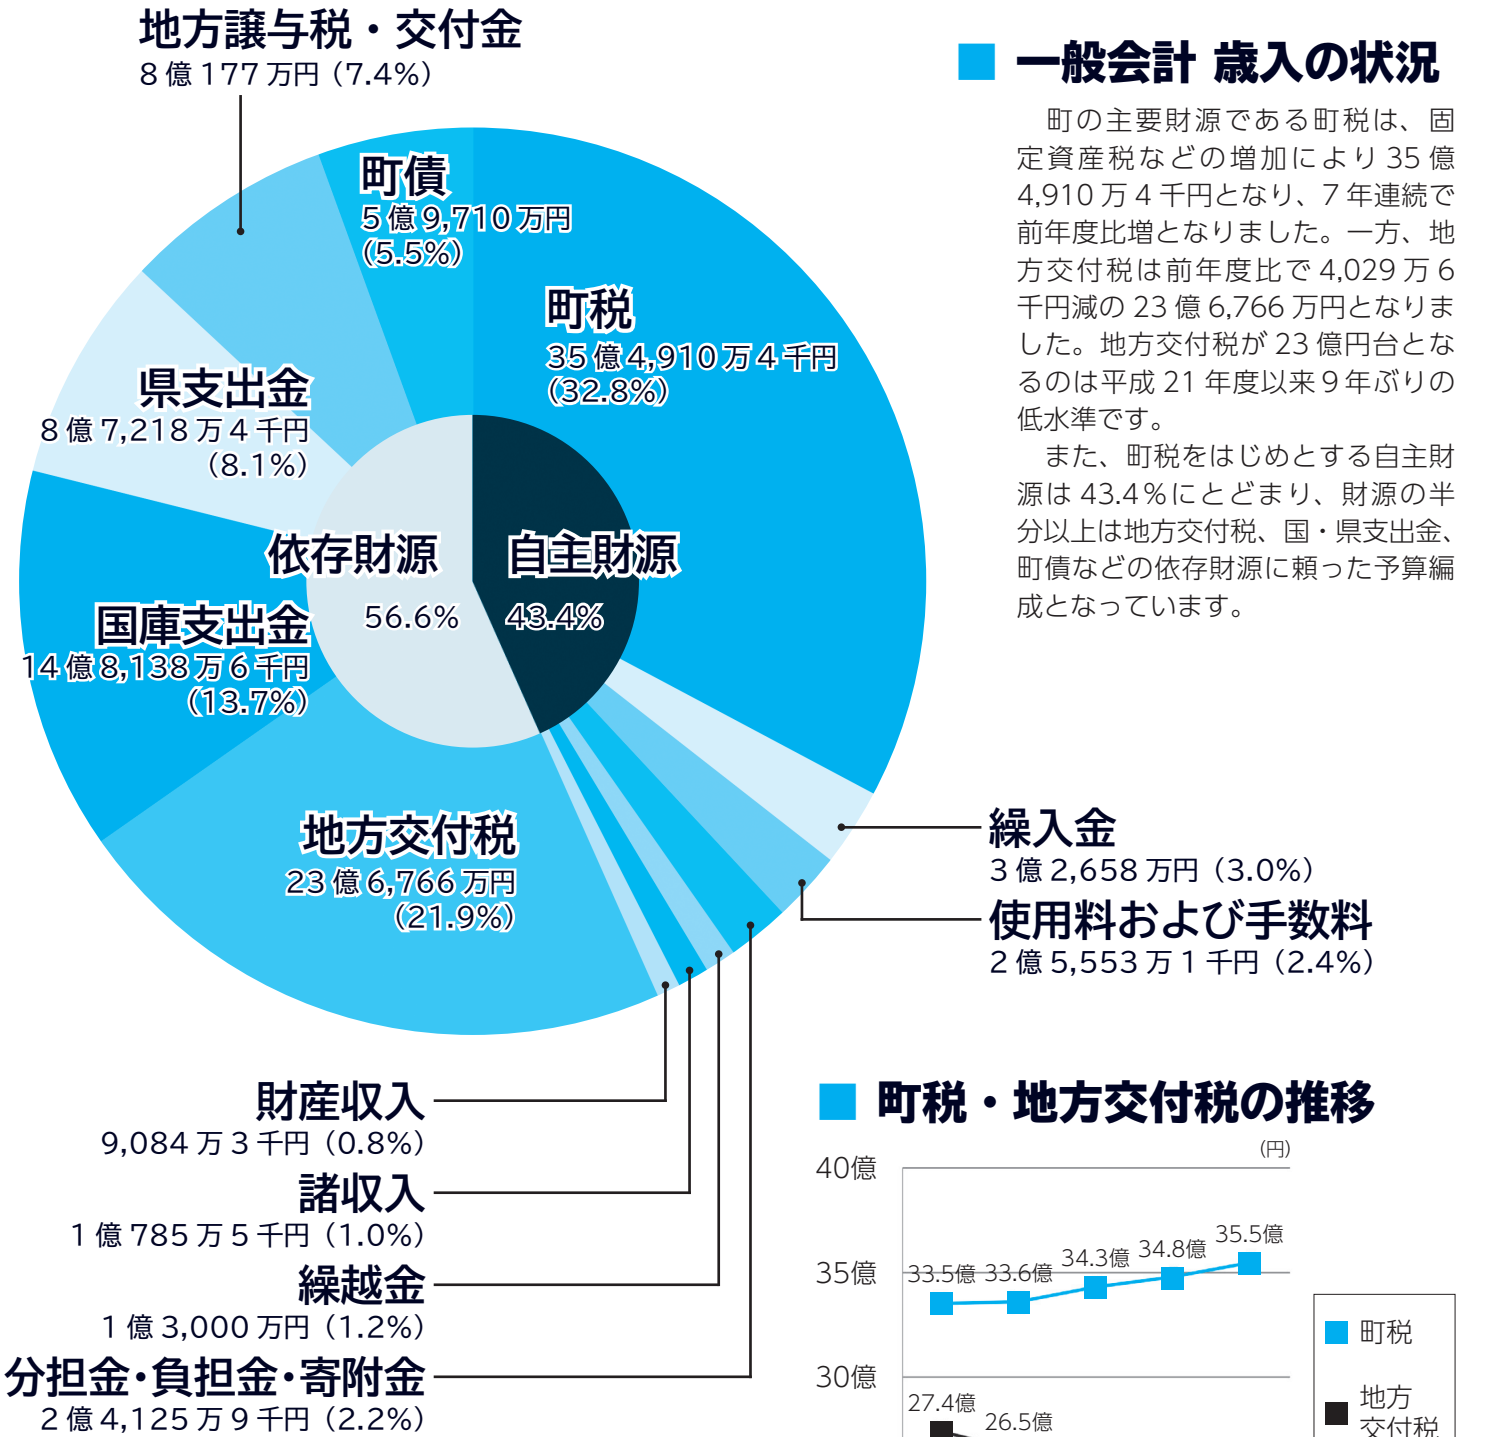 地方譲与税・交付金
8億177万円（7.4%）
町債
5億9,710万円
（5.5%）
町税
35億4,910万4千円
（32.8%）
県支出金
8億7,218万4千円
（8.1%）
依存財源
56.6%
自主財源
43.4%
国庫支出金
14億8,138万6千円
（13.7%）
地方交付税
23億6,766万円
（21.9%）
繰入金
3億2,658万円（3.0%）
使用料および手数料
2億5,553万1千円（2.4%）
財産収入
9,084万3千円（0.8%）
諸収入
1億785万5千円（1.0%）
繰越金
1億3,000万円（1.2%）
分担金・負担金・寄附金
2億4,125万9千円（2.2%）
■ 一般会計 歳入の状況
町の主要財源である町税は、固
定資産税などの増加により35億
4,910万4千円となり、7年連続で
前年度比増となりました。一方、地
方交付税は前年度比で4,029万6
千円減の23億6,766万円となりま
した。地方交付税が23億円台とな
るのは平成21年度以来9年ぶりの
低水準です。
また、町税をはじめとする自主財
源は43.4％にとどまり、財源の半
分以上は地方交付税、国・県支出金、
町債などの依存財源に頼った予算編
成となっています。
■ 町税・地方交付税の推移
（円）
40億
35億
30億
33.5億
33.6億
34.3億
34.8億
35.5億
27.4億
26.5億
町税
地方
交付税